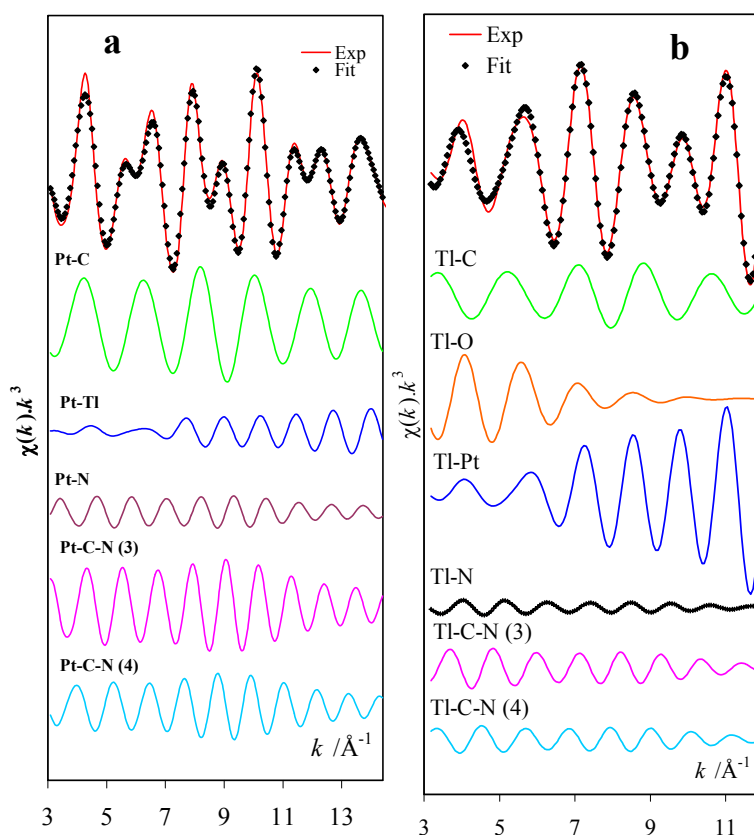 a
Exp
Fit
Pt-C
Pt-Tl
Pt-N
Pt-C-N (3)
Pt-C-N (4)
χ(k).k³
k /Å⁻¹
3 5 7 9 11 13
b
Exp
Fit
Tl-C
Tl-O
Tl-Pt
Tl-N
Tl-C-N (3)
Tl-C-N (4)
χ(k).k³
k /Å⁻¹
3 5 7 9 11